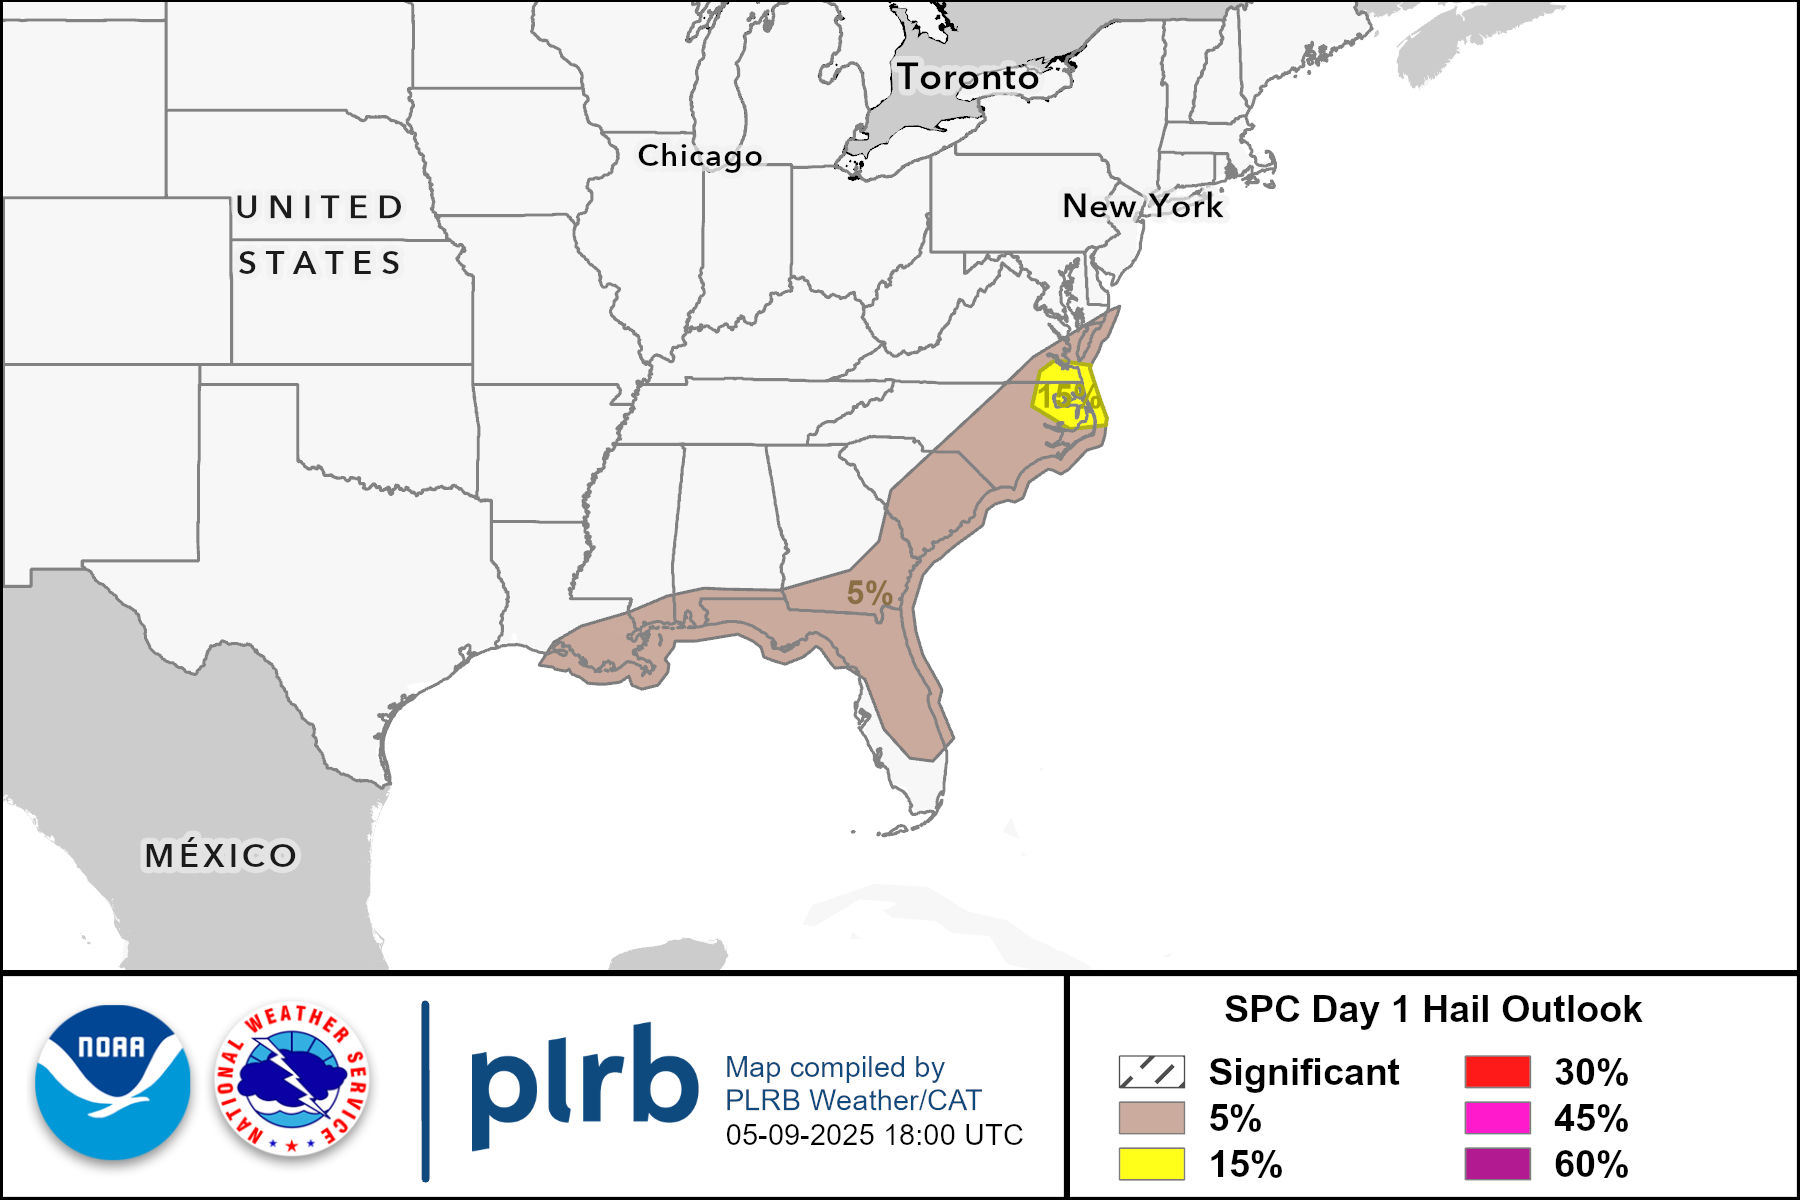 Toronto
Chicago
New York
UNITED
STATES
15%
5%
MÉXICO
NOAA
NATIONAL WEATHER SERVICE
plrb
Map compiled by
PLRB Weather/CAT
05-09-2025 18:00 UTC
SPC Day 1 Hail Outlook
Significant
5%
15%
30%
45%
60%